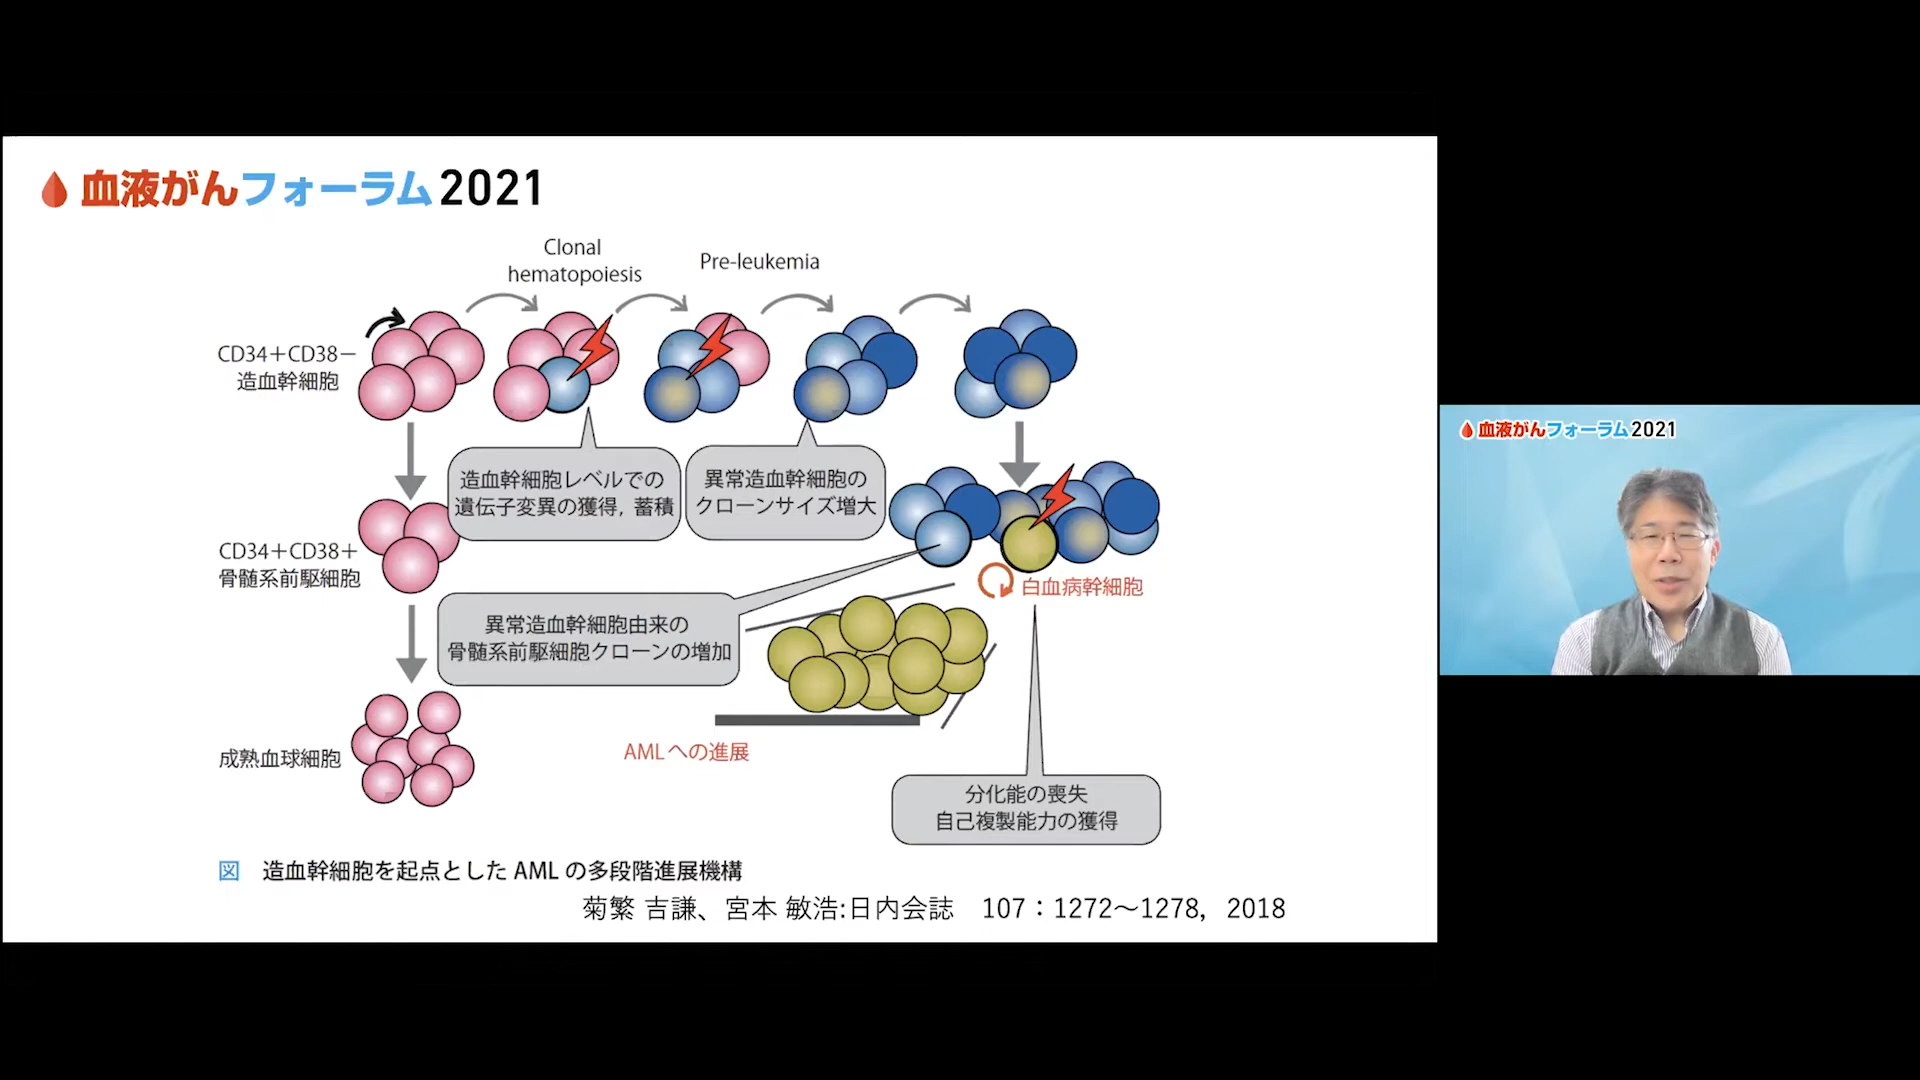 血液がんフォーラム2021
Clonal
hematopoiesis
Pre-leukemia
CD34＋CD38－
造血幹細胞
造血幹細胞レベルでの
遺伝子変異の獲得, 蓄積
異常造血幹細胞の
クローンサイズ増大
CD34＋CD38＋
骨髄系前駆細胞
白血病幹細胞
異常造血幹細胞由来の
骨髄系前駆細胞クローンの増加
成熟血球細胞
AMLへの進展
分化能の喪失
自己複製能力の獲得
図 造血幹細胞を起点としたAMLの多段階進展機構
菊繁 吉謙、宮本 敏浩:日内会誌 107：1272〜1278, 2018
血液がんフォーラム2021